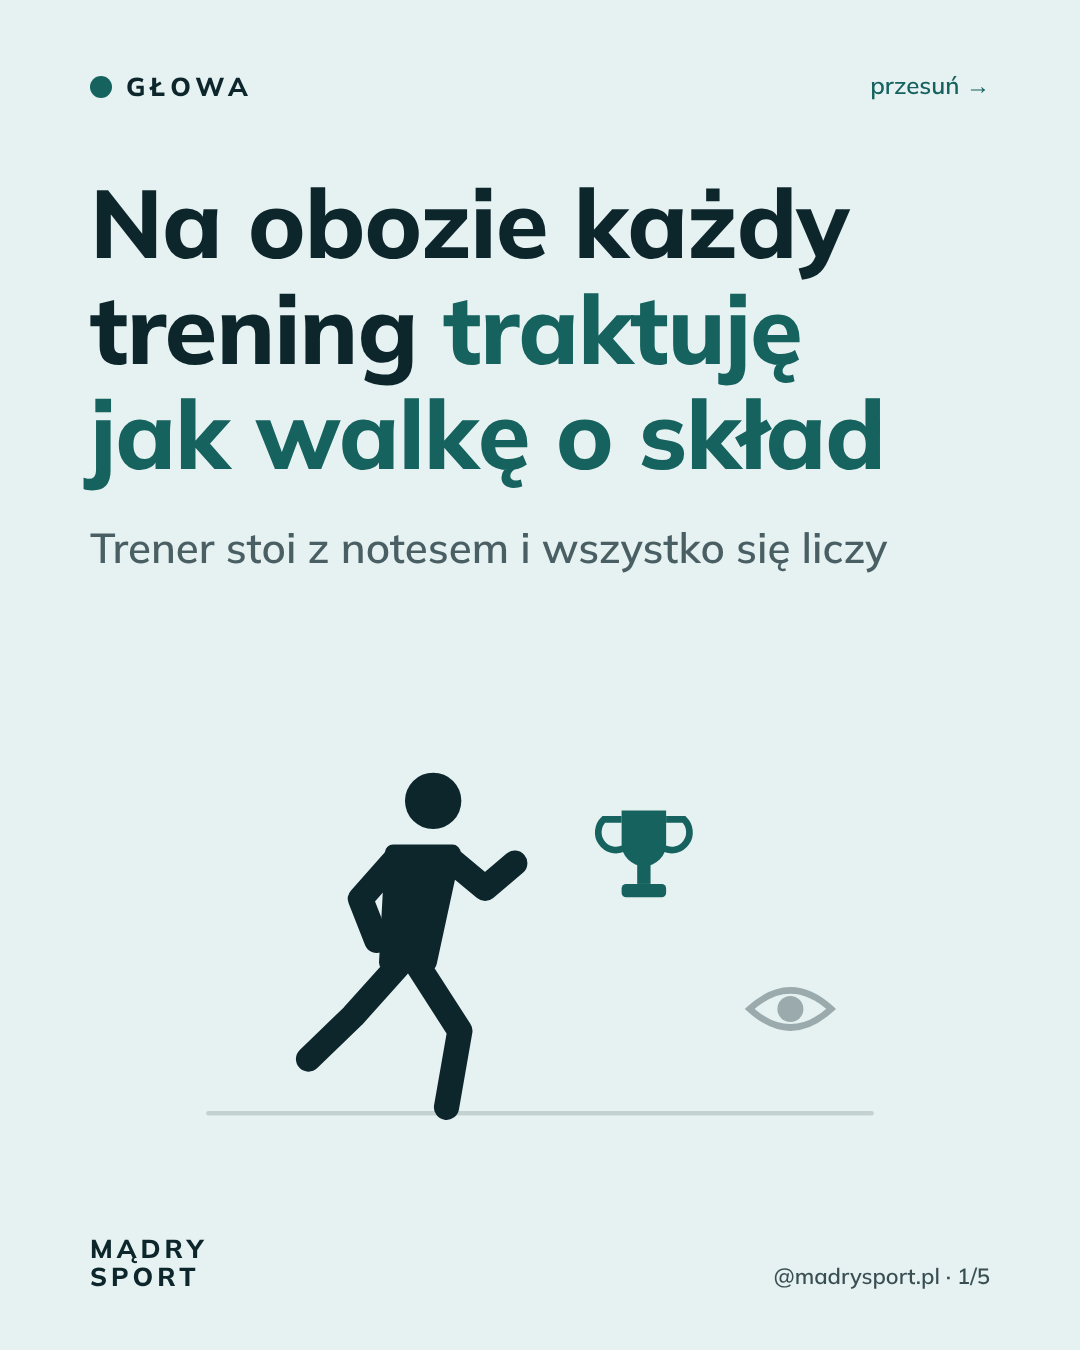 GŁOWA
przesuń →
Na obozie każdy
trening traktuję
jak walkę o skład
Trener stoi z notesem i wszystko się liczy
MĄDRY
SPORT
@madrysport.pl · 1/5